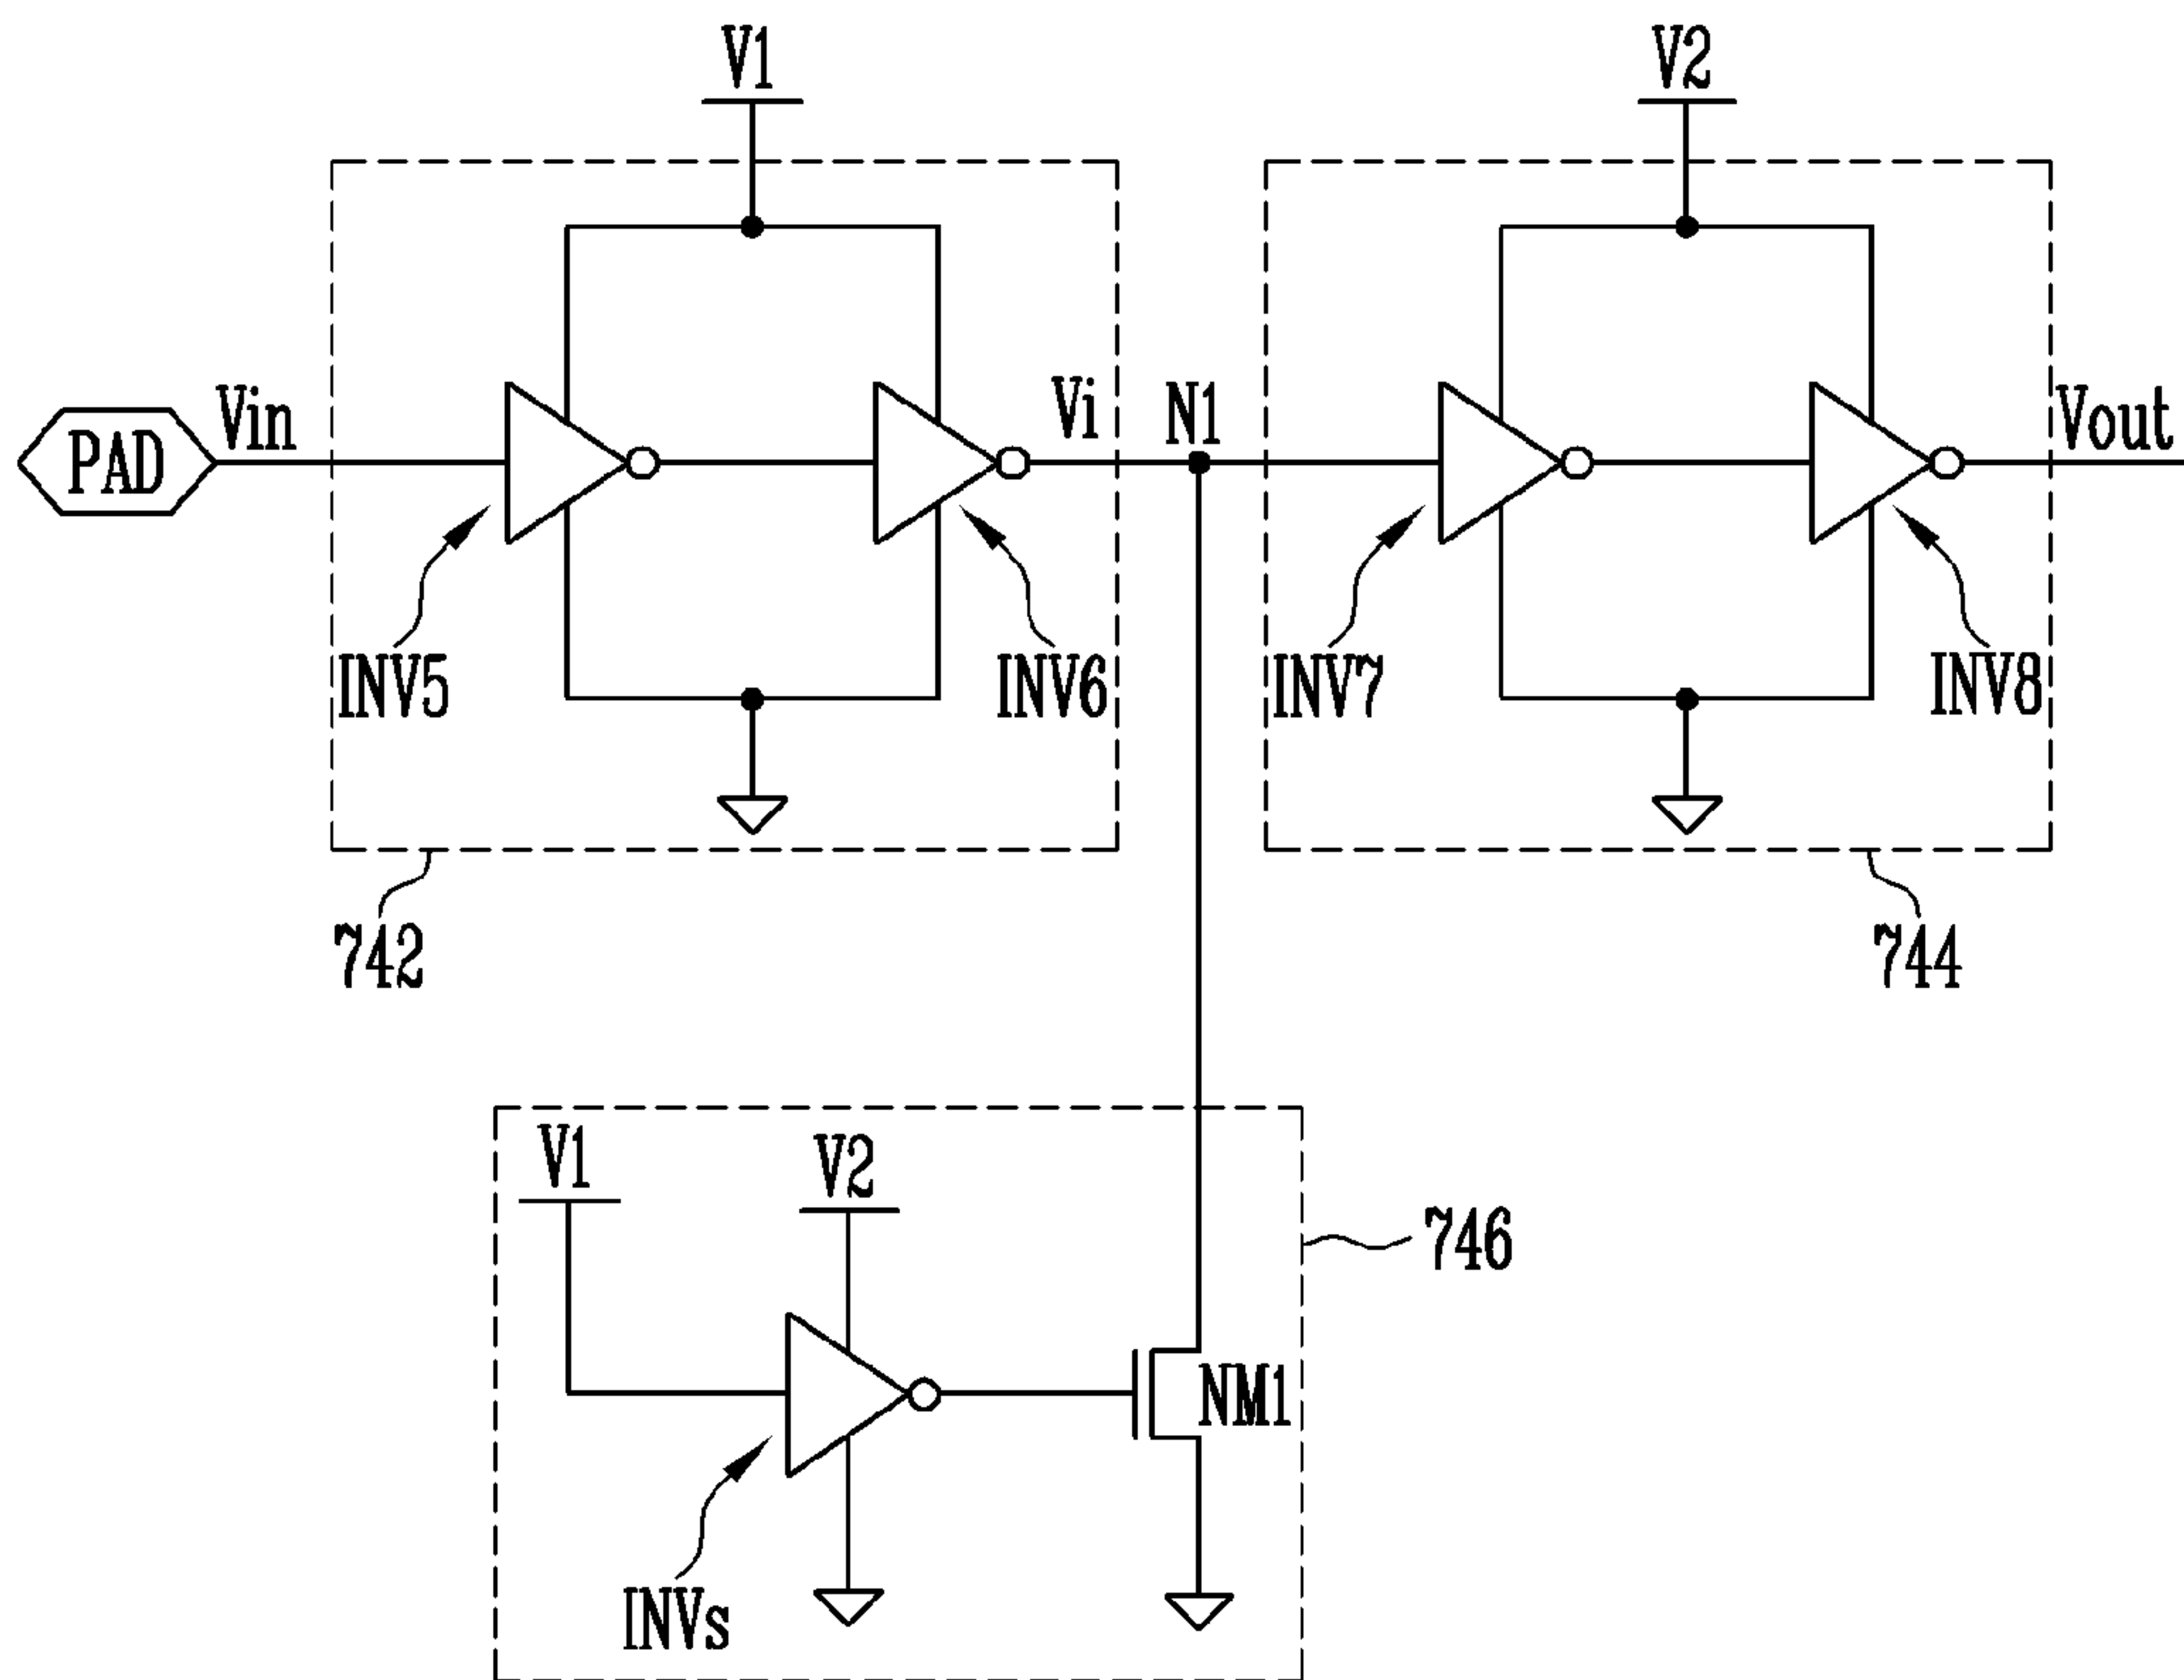 V1
V2
PAD
Vin
Vi
N1
Vout
INV5
INV6
INV7
INV8
742
744
V1
V2
746
NM1
INVs